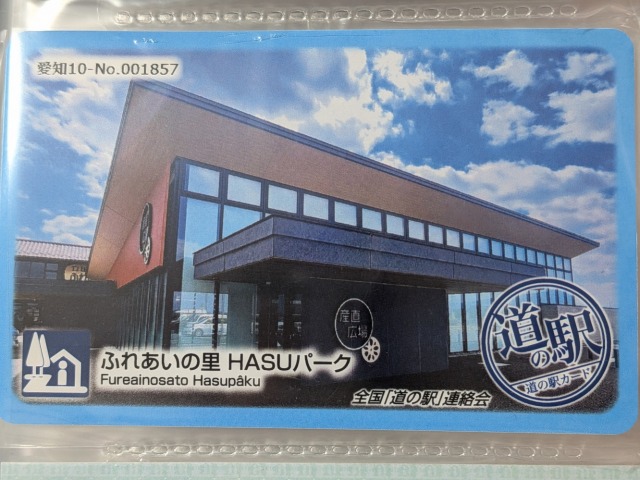 愛知10-No.001857
産直
広場
ふれあいの里 HASUパーク
Fureainosato Hasupâku
全国「道の駅」連絡会
道の駅
道の駅カード